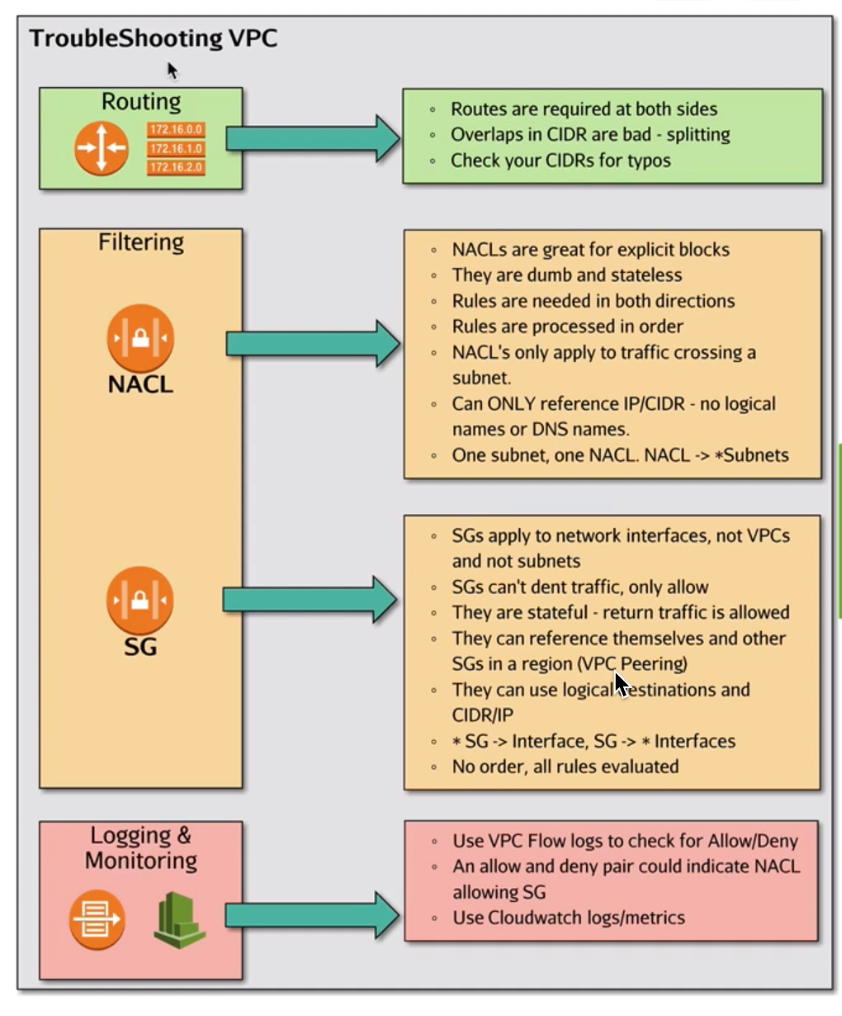 TroubleShooting VPC
Routing
172.16.0.0
172.16.1.0
172.16.2.0
◦ Routes are required at both sides
◦ Overlaps in CIDR are bad - splitting
◦ Check your CIDRs for typos
Filtering
NACL
◦ NACLs are great for explicit blocks
◦ They are dumb and stateless
◦ Rules are needed in both directions
◦ Rules are processed in order
◦ NACL's only apply to traffic crossing a
subnet.
◦ Can ONLY reference IP/CIDR - no logical
names or DNS names.
◦ One subnet, one NACL. NACL -> *Subnets
SG
◦ SGs apply to network interfaces, not VPCs
and not subnets
◦ SGs can't dent traffic, only allow
◦ They are stateful - return traffic is allowed
◦ They can reference themselves and other
SGs in a region (VPC Peering)
◦ They can use logical destinations and
CIDR/IP
◦ * SG -> Interface, SG -> * Interfaces
◦ No order, all rules evaluated
Logging &
Monitoring
◦ Use VPC Flow logs to check for Allow/Deny
◦ An allow and deny pair could indicate NACL
allowing SG
◦ Use Cloudwatch logs/metrics